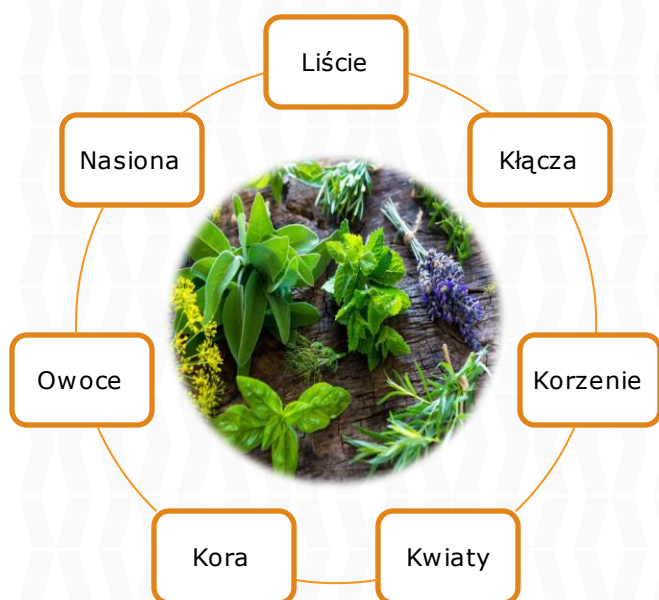 Liście
Kłącza
Korzenie
Kwiaty
Kora
Owoce
Nasiona